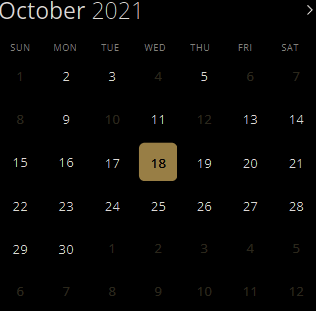 October 2021
SUN MON TUE WED THU FRI SAT
1 2 3 4 5 6 7
8 9 10 11 12 13 14
15 16 17 18 19 20 21
22 23 24 25 26 27 28
29 30 1 2 3 4 5
6 7 8 9 10 11 12